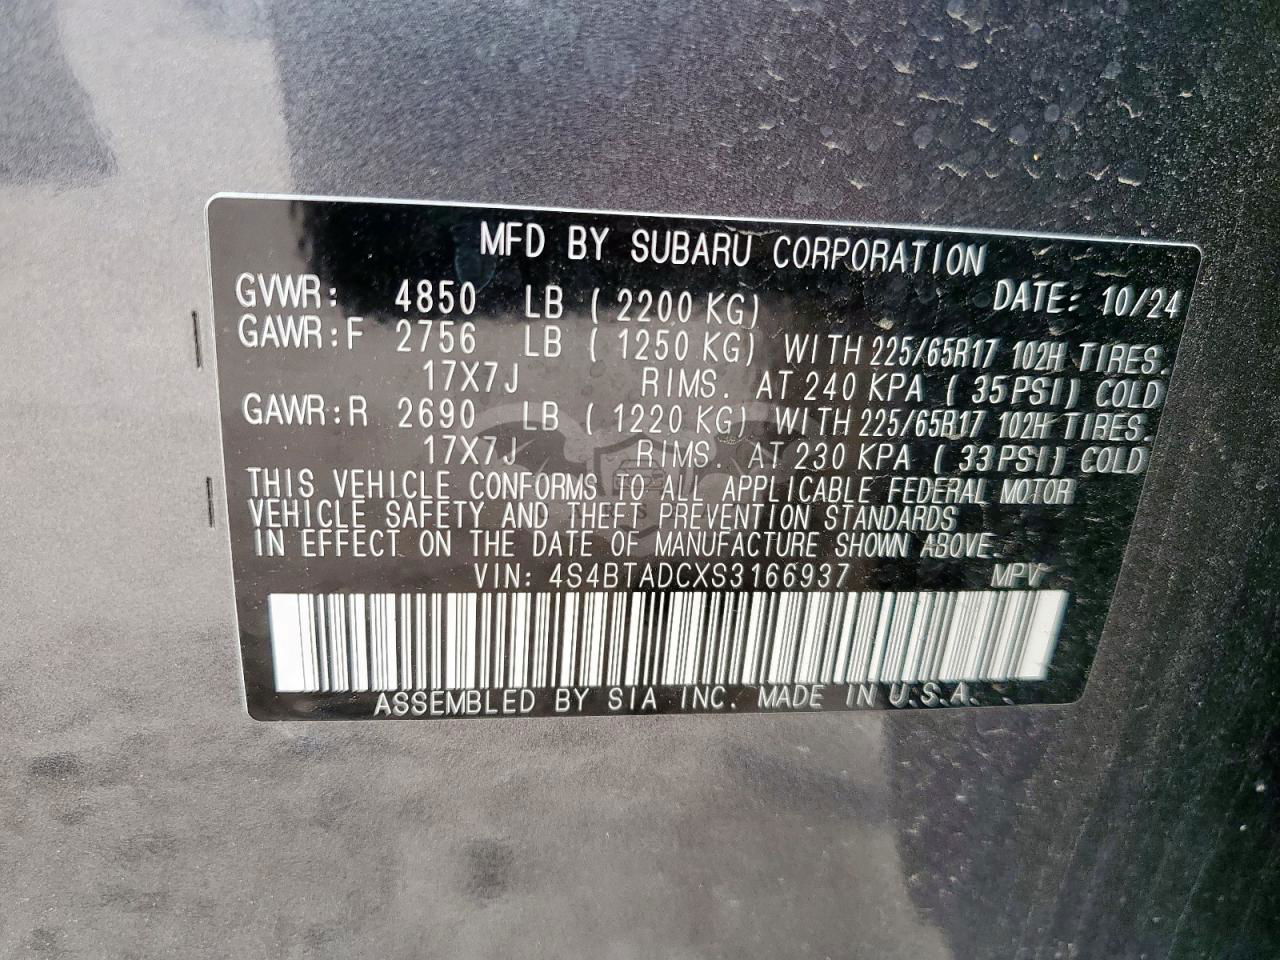 MFD BY SUBARU CORPORATION
GVWR: 4850 LB ( 2200 KG) DATE: 10/24
GAWR:F 2756 LB ( 1250 KG) WITH 225/65R17 102H TIRES.
17X7J RIMS. AT 240 KPA ( 35PSI) COLD
GAWR:R 2690 LB ( 1220 KG) WITH 225/65R17 102H TIRES.
17X7J RIMS. AT 230 KPA ( 33PSI) COLD
THIS VEHICLE CONFORMS TO ALL APPLICABLE FEDERAL MOTOR
VEHICLE SAFETY AND THEFT PREVENTION STANDARDS
IN EFFECT ON THE DATE OF MANUFACTURE SHOWN ABOVE.
VIN: 4S4BTADCXS3166937 MPV
ASSEMBLED BY SIA INC. MADE IN U.S.A.